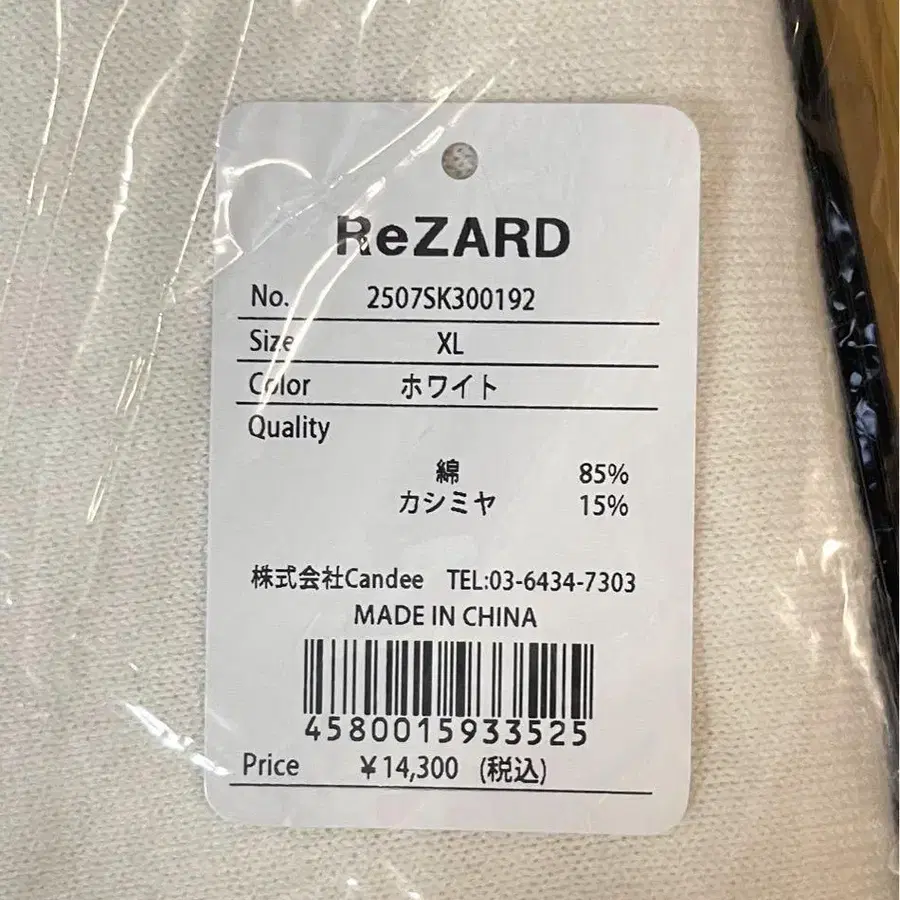 ReZARD
No. 2507SK300192
Size XL
Color ホワイト
Quality
綿 85%
カシミヤ 15%
株式会社Candee TEL:03-6434-7303
MADE IN CHINA
4580015933525
Price ¥14,300 (税込)